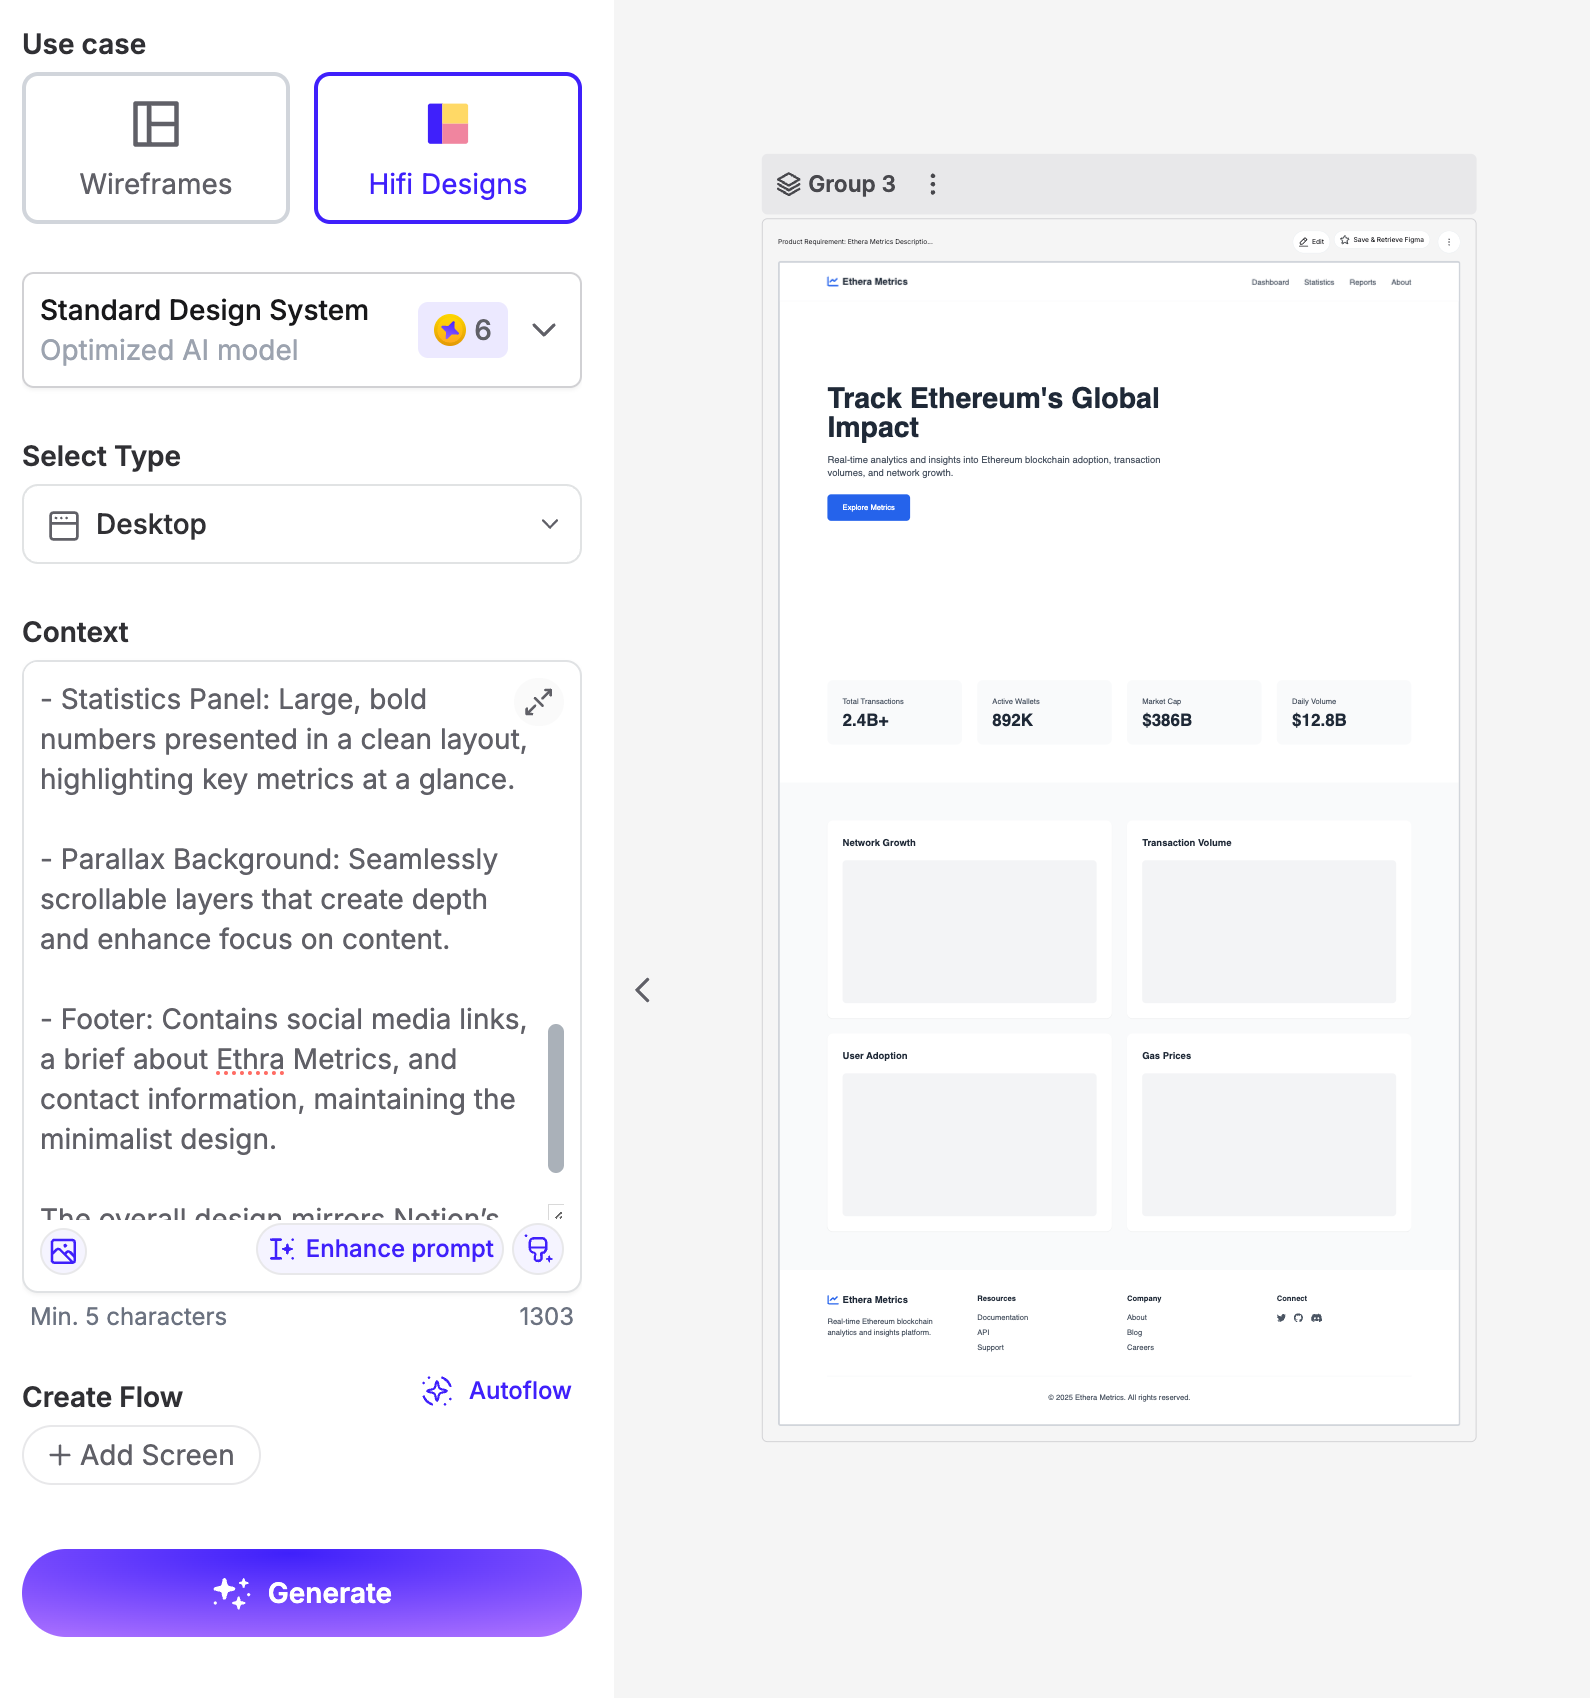 Use case
Wireframes
Hifi Designs
Standard Design System
Optimized AI model
6
Select Type
Desktop
Context
- Statistics Panel: Large, bold
numbers presented in a clean layout,
highlighting key metrics at a glance.
- Parallax Background: Seamlessly
scrollable layers that create depth
and enhance focus on content.
- Footer: Contains social media links,
a brief about Ethra Metrics, and
contact information, maintaining the
minimalist design.
The overall design mirrors Notion’s
Enhance prompt
Min. 5 characters
1303
Create Flow
Autoflow
+ Add Screen
Generate
Group 3
Product Requirement: Ethera Metrics Descriptio...
Edit
Save & Retrieve Figma
Ethera Metrics
Dashboard
Statistics
Reports
About
Track Ethereum's Global
Impact
Real-time analytics and insights into Ethereum blockchain adoption, transaction
volumes, and network growth.
Explore Metrics
Total Transactions
2.4B+
Active Wallets
892K
Market Cap
$386B
Daily Volume
$12.8B
Network Growth
Transaction Volume
User Adoption
Gas Prices
Ethera Metrics
Real-time Ethereum blockchain
analytics and insights platform.
Resources
Documentation
API
Support
Company
About
Blog
Careers
Connect
© 2025 Ethera Metrics. All rights reserved.